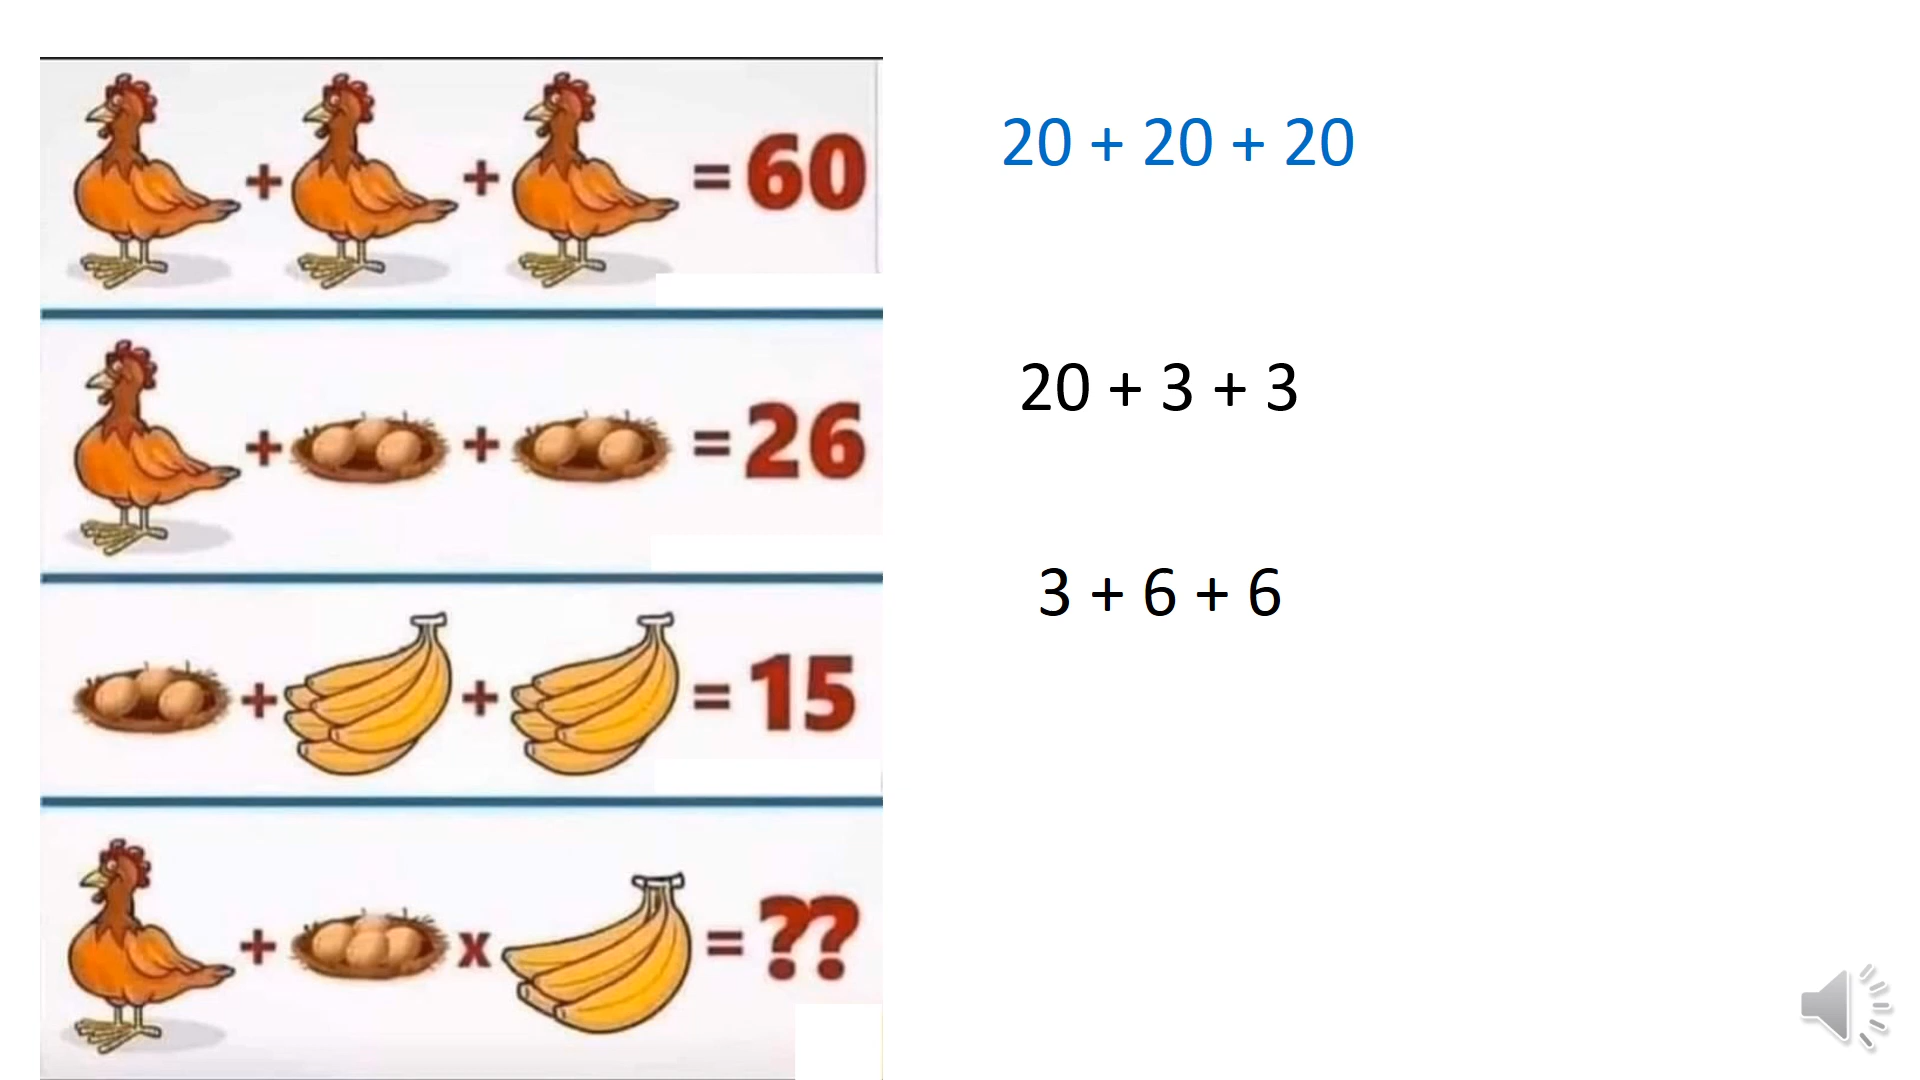 + + = 60
20 + 20 + 20
+ + = 26
20 + 3 + 3
+ + = 15
3 + 6 + 6
+ x = ??